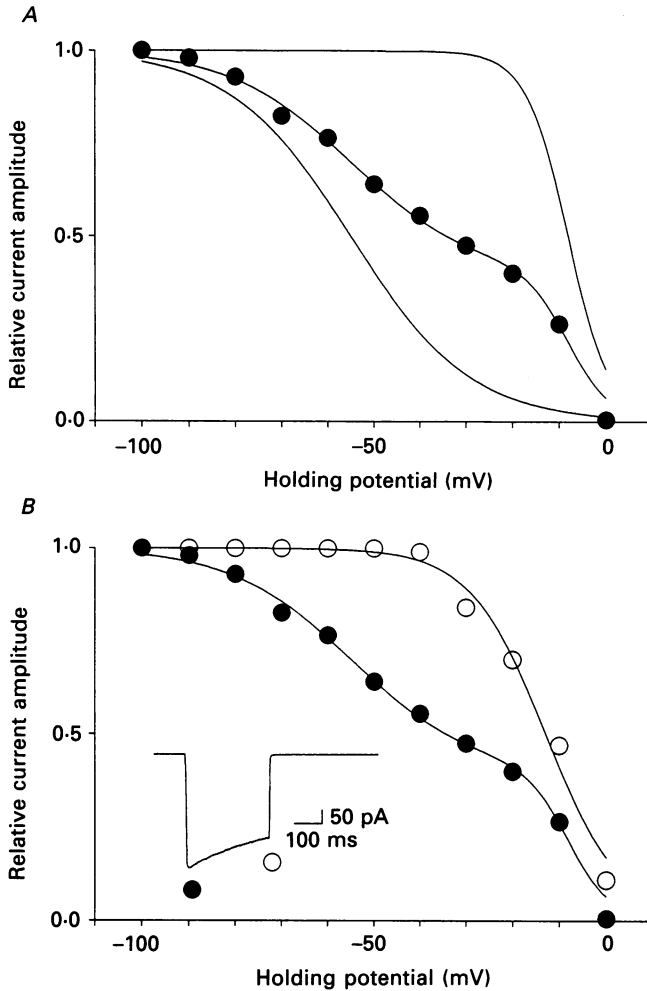 A
Relative current amplitude
1·0
0·5
0·0
−100
−50
0
Holding potential (mV)
B
Relative current amplitude
1·0
0·5
0·0
50 pA
100 ms
−100
−50
0
Holding potential (mV)